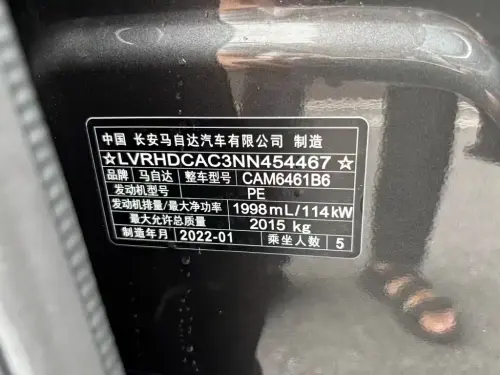 中国 长安马自达汽车有限公司 制造
☆LVRHDCAC3NN454467☆
品牌 马自达 整车型号 CAM6461B6
发动机型号 PE
发动机排量/最大净功率 1998mL/114kW
最大允许总质量 2015 kg
制造年月 2022-01 乘坐人数 5